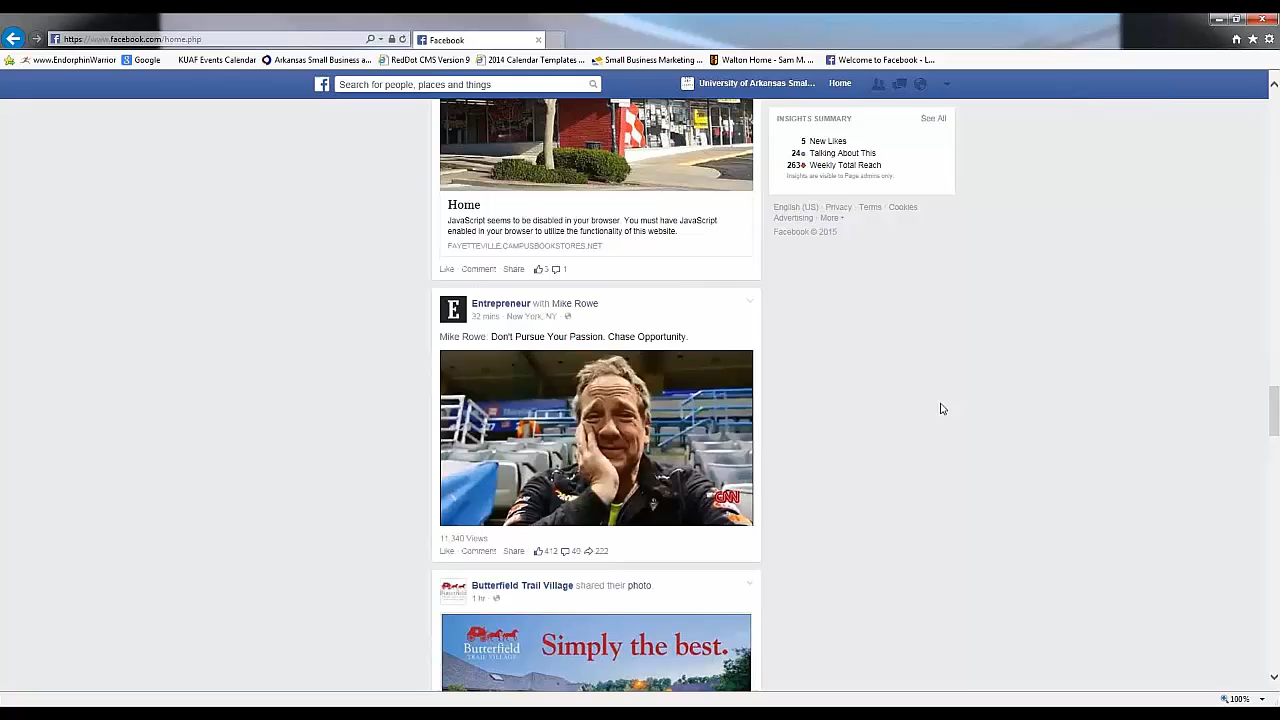 https://www.facebook.com/home.php
Facebook
www.EndorphinWarrior
Google
KUAF Events Calendar
Arkansas Small Business a...
RedDot CMS Version 9
2014 Calendar Templates ...
Small Business Marketing ...
Walton Home - Sam M. ...
Welcome to Facebook - L...
Search for people, places and things
University of Arkansas Smal...
Home
INSIGHTS SUMMARY
See All
5 New Likes
24 Talking About This
263 Weekly Total Reach
Insights are visible to Page admins only.
English (US) · Privacy · Terms · Cookies
Advertising · More
Facebook © 2015
Home
JavaScript seems to be disabled in your browser. You must have JavaScript
enabled in your browser to utilize the functionality of this website.
FAYETTEVILLE.CAMPUSBOOKSTORES.NET
Like · Comment · Share 1
E
Entrepreneur with Mike Rowe
32 mins · New York, NY
Mike Rowe: Don't Pursue Your Passion. Chase Opportunity.
CNN
11,340 Views
Like · Comment · Share 412 222
Butterfield Trail Village shared their photo
1 hr
Butterfield
TRAIL VILLAGE
Simply the best.
100%